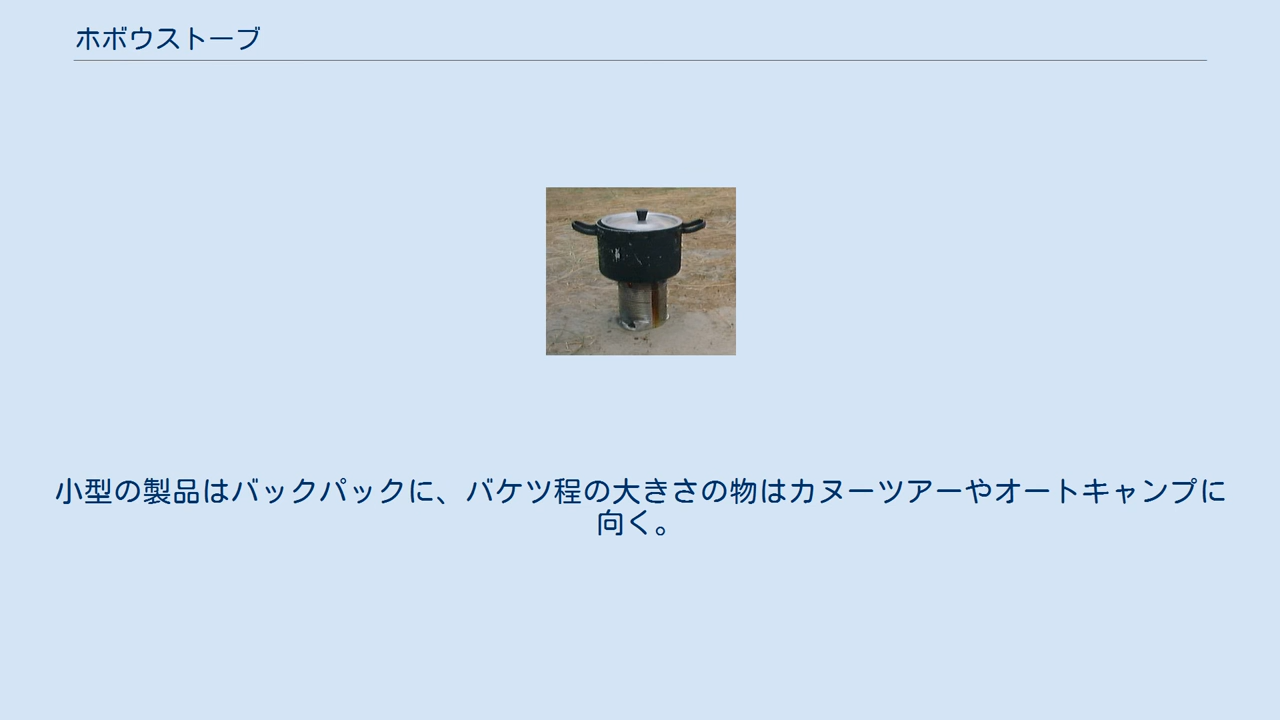 ホボウストーブ
小型の製品はバックパックに、バケツ程の大きさの物はカヌーツアーやオートキャンプに
向く。